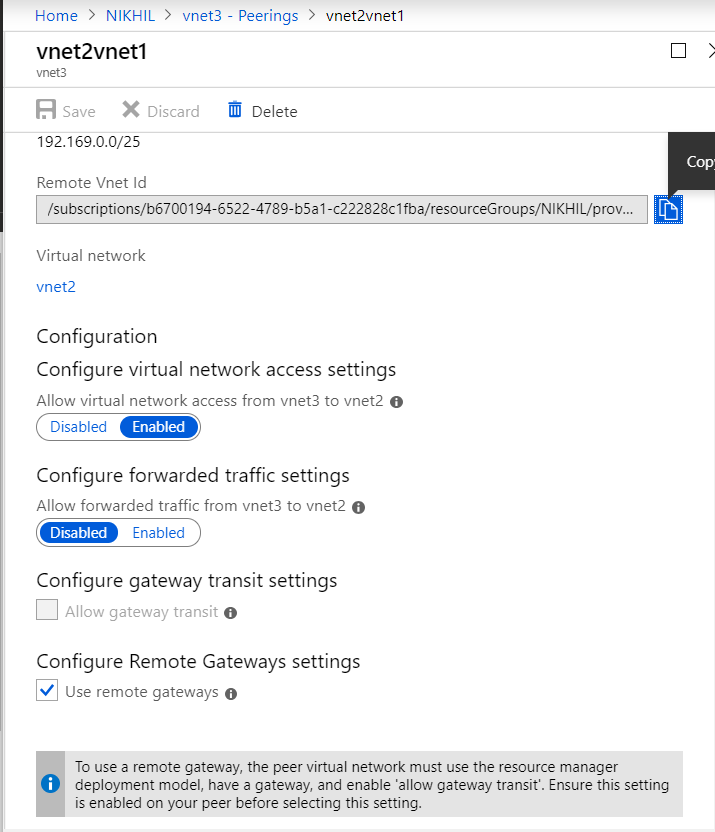 Home > NIKHIL > vnet3 - Peerings > vnet2vnet1
vnet2vnet1
vnet3
Save Discard Delete
192.169.0.0/25
Remote Vnet Id
/subscriptions/b6700194-6522-4789-b5a1-c222828c1fba/resourceGroups/NIKHIL/prov...
Virtual network
vnet2
Configuration
Configure virtual network access settings
Allow virtual network access from vnet3 to vnet2
Disabled Enabled
Configure forwarded traffic settings
Allow forwarded traffic from vnet3 to vnet2
Disabled Enabled
Configure gateway transit settings
Allow gateway transit
Configure Remote Gateways settings
Use remote gateways
To use a remote gateway, the peer virtual network must use the resource manager
deployment model, have a gateway, and enable 'allow gateway transit'. Ensure this setting
is enabled on your peer before selecting this setting.